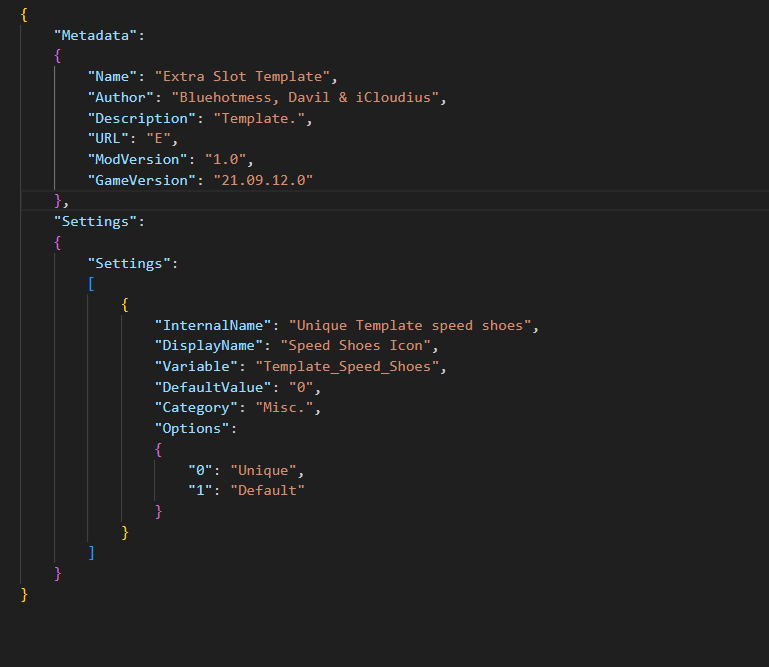 {
"Metadata":
{
"Name": "Extra Slot Template",
"Author": "Bluehotmess, Davil & iCloudius",
"Description": "Template.",
"URL": "E",
"ModVersion": "1.0",
"GameVersion": "21.09.12.0"
},
"Settings":
{
"Settings":
[
{
"InternalName": "Unique Template speed shoes",
"DisplayName": "Speed Shoes Icon",
"Variable": "Template_Speed_Shoes",
"DefaultValue": "0",
"Category": "Misc.",
"Options":
{
"0": "Unique",
"1": "Default"
}
}
]
}
}